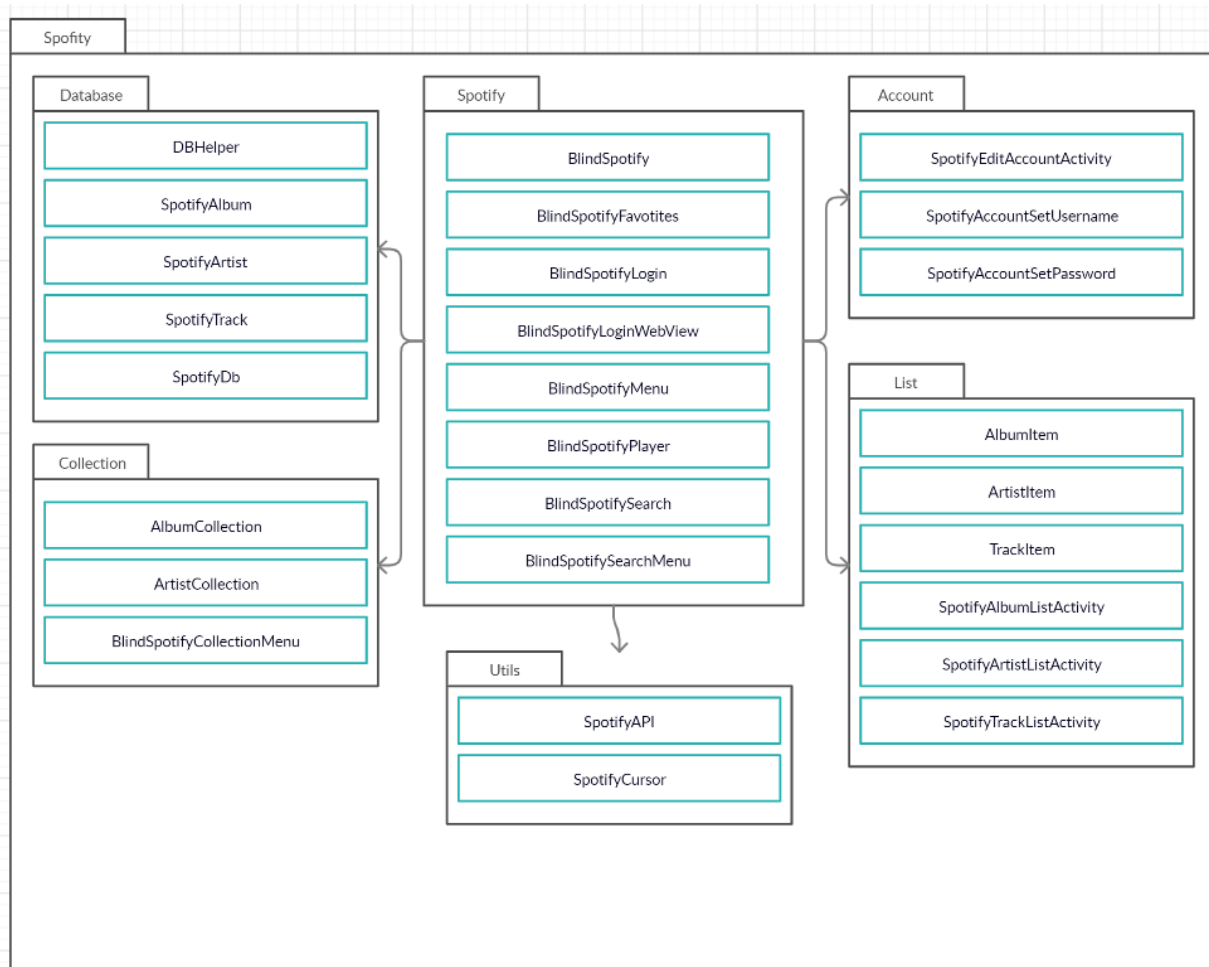 Spofity
Database
DBHelper
SpotifyAlbum
SpotifyArtist
SpotifyTrack
SpotifyDb
Collection
AlbumCollection
ArtistCollection
BlindSpotifyCollectionMenu
Spotify
BlindSpotify
BlindSpotifyFavotites
BlindSpotifyLogin
BlindSpotifyLoginWebView
BlindSpotifyMenu
BlindSpotifyPlayer
BlindSpotifySearch
BlindSpotifySearchMenu
Utils
SpotifyAPI
SpotifyCursor
Account
SpotifyEditAccountActivity
SpotifyAccountSetUsername
SpotifyAccountSetPassword
List
AlbumItem
ArtistItem
TrackItem
SpotifyAlbumListActivity
SpotifyArtistListActivity
SpotifyTrackListActivity